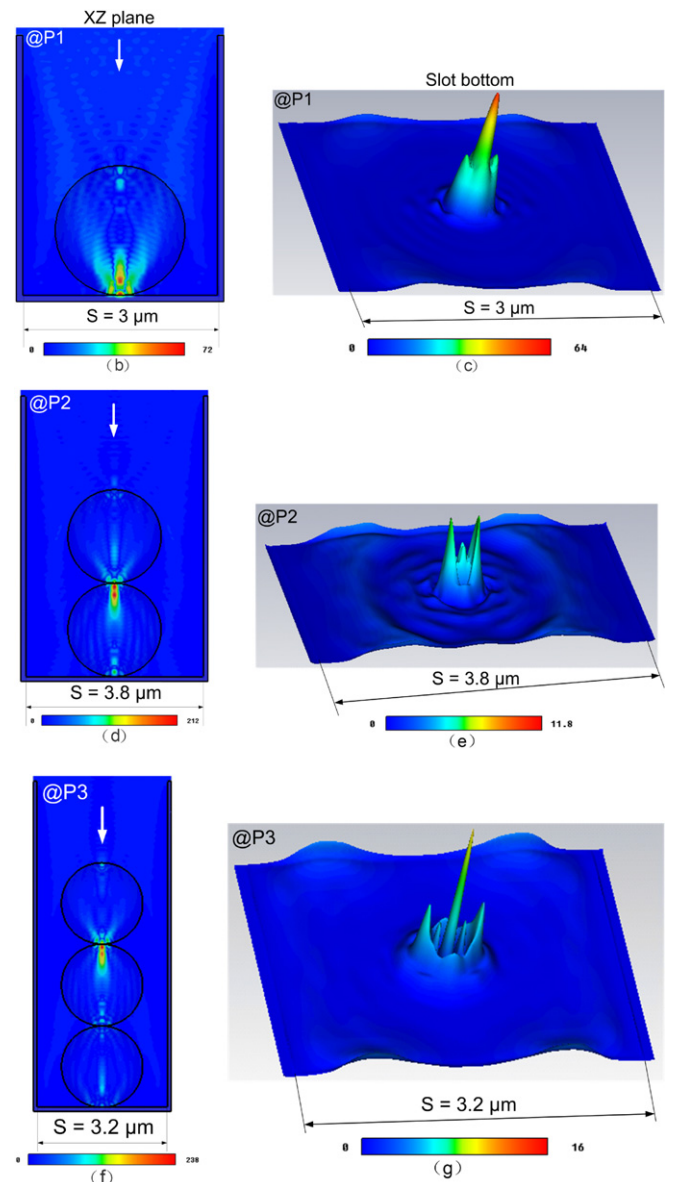 XZ plane
@P1
S = 3 μm
0 72
(b)
Slot bottom
@P1
S = 3 μm
0 64
(c)
@P2
S = 3.8 μm
0 212
(d)
@P2
S = 3.8 μm
0 11.8
(e)
@P3
S = 3.2 μm
0 238
(f)
@P3
S = 3.2 μm
0 16
(g)